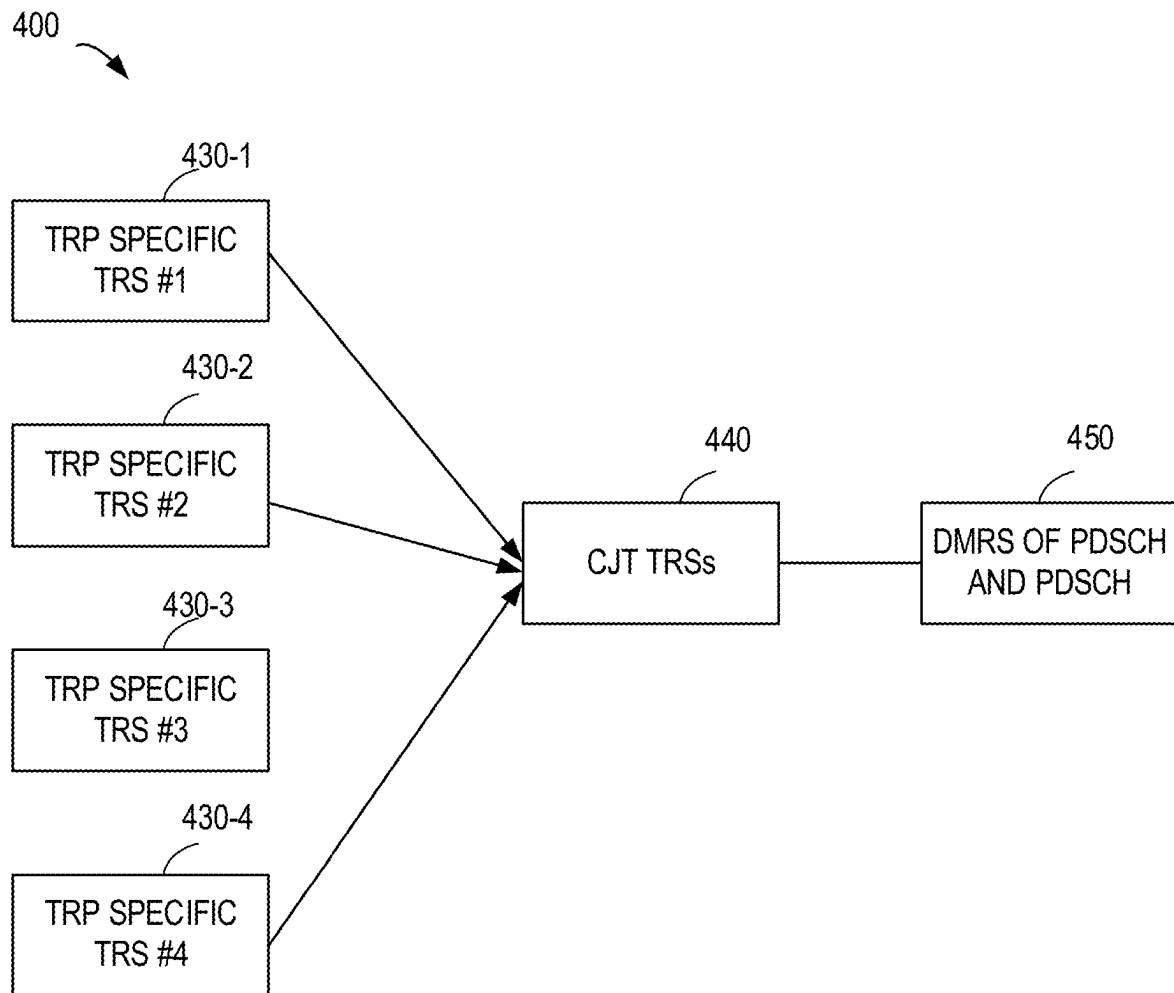 400
430-1
TRP SPECIFIC
TRS #1
430-2
TRP SPECIFIC
TRS #2
430-3
TRP SPECIFIC
TRS #3
430-4
TRP SPECIFIC
TRS #4
440
CJT TRSs
450
DMRS OF PDSCH
AND PDSCH